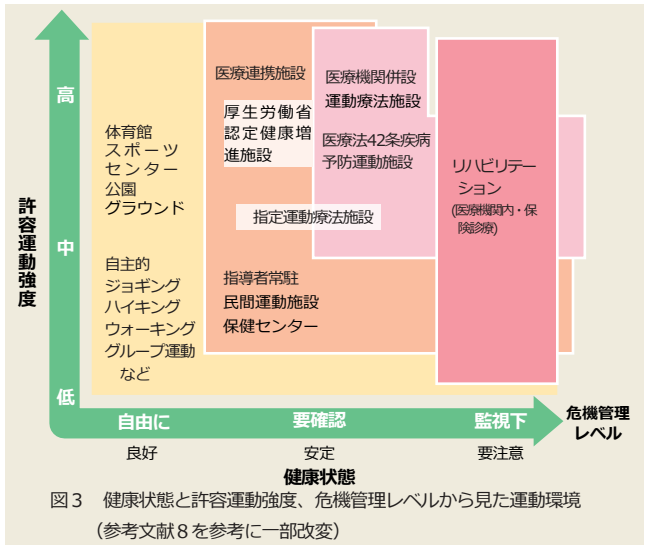 許容運動強度
高
中
低
体育館
スポーツ
センター
公園
グラウンド
自主的
ジョギング
ハイキング
ウォーキング
グループ運動
など
医療連携施設
厚生労働省
認定健康増
進施設
指定運動療法施設
指導者常駐
民間運動施設
保健センター
医療機関併設
運動療法施設
医療法42条疾病
予防運動施設
リハビリテー
ション
(医療機関内・保
険診療)
自由に
要確認
監視下
危機管理
レベル
良好
安定
要注意
健康状態
図3 健康状態と許容運動強度、危機管理レベルから見た運動環境
(参考文献8を参考に一部改変)